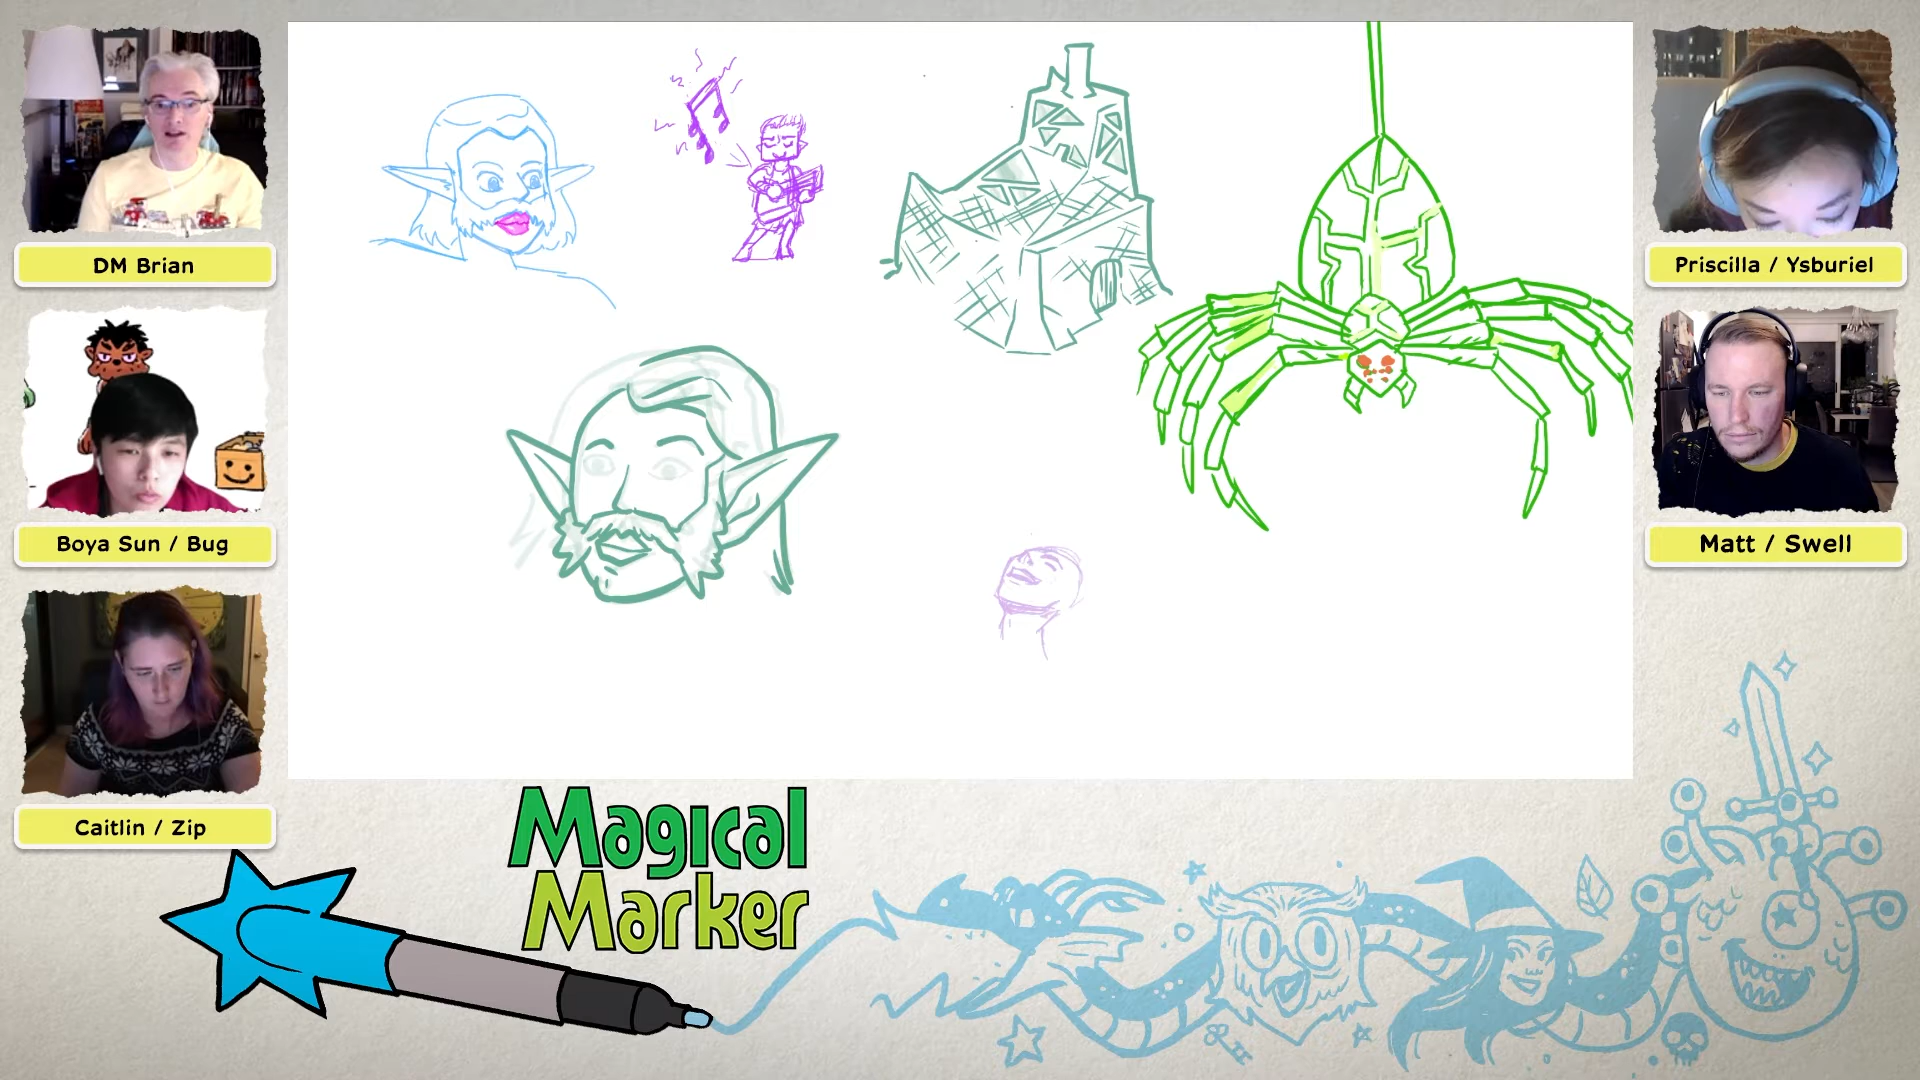 DM Brian
Priscilla / Ysburiel
Boya Sun / Bug
Matt / Swell
Caitlin / Zip
Magical
Marker